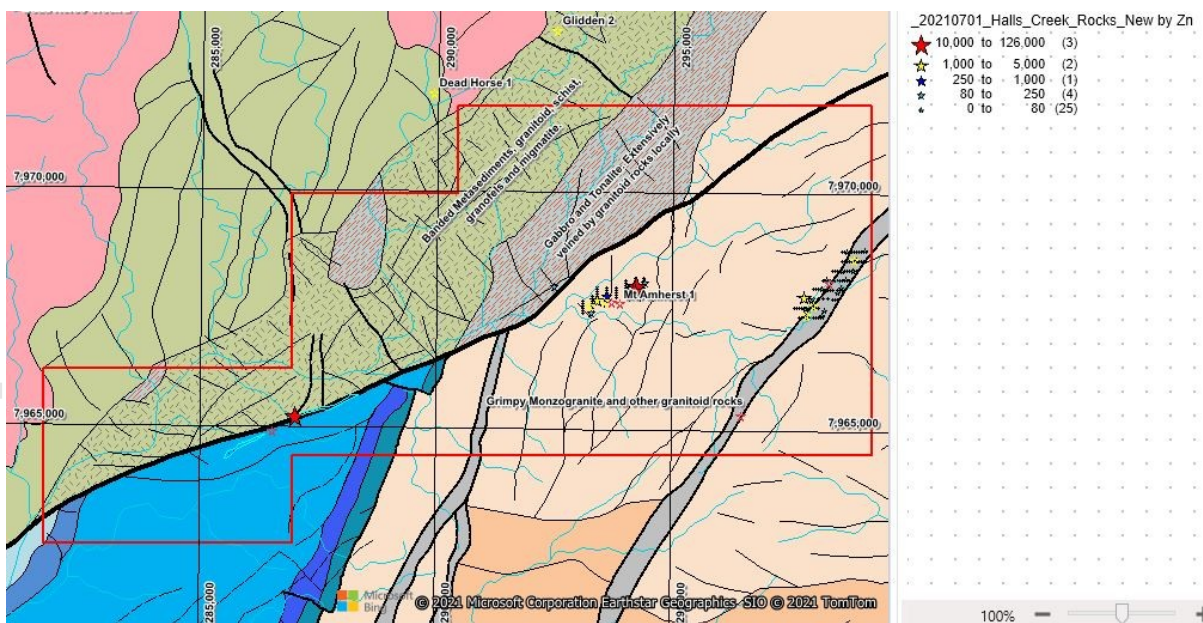 Glidden 2
285,000
290,000
295,000
Dead Horse 1
Banded Metasediments, granitoid, schist,
granofels and migmatite.
Gabbro and Tonalite- Extensively
veined by granitoid rocks locally
7,970,000
7,970,000
Mt Amherst 1
Grimpy Monzogranite and other granitoid rocks
7,965,000
7,965,000
285,000
290,000
295,000
Microsoft
Bing
© 2021 Microsoft Corporation Earthstar Geographics SIO © 2021 TomTom
_20210701_Halls_Creek_Rocks_New by Zn
10,000 to 126,000 (3)
1,000 to 5,000 (2)
250 to 1,000 (1)
80 to 250 (4)
0 to 80 (25)
100%